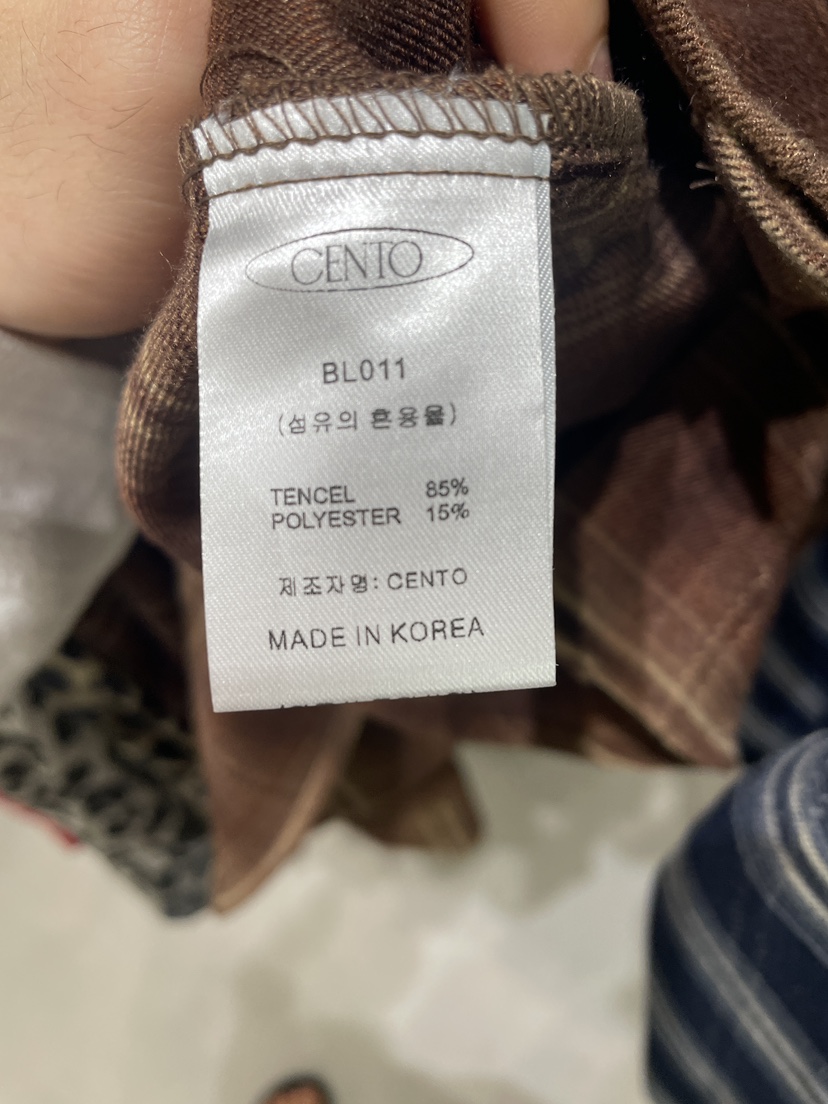 CENTO
BL011
(섬유의 혼용율)
TENCEL 85%
POLYESTER 15%
제조자명: CENTO
MADE IN KOREA